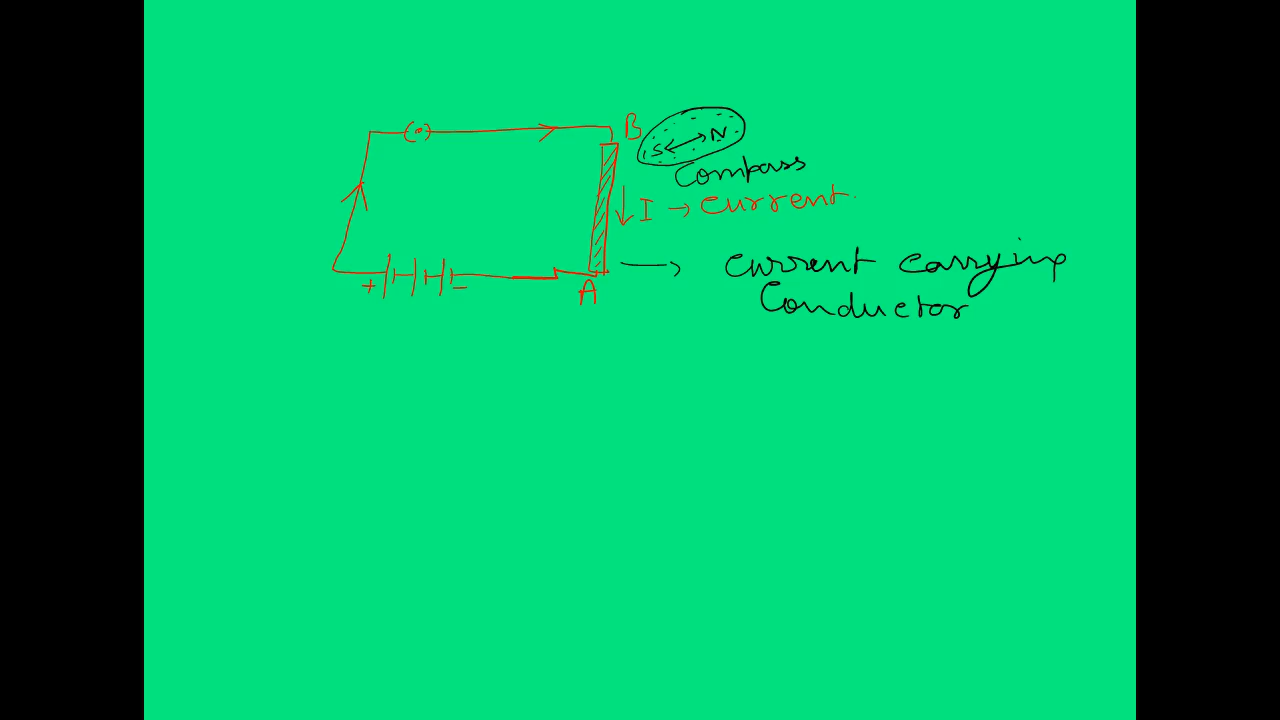 B
S N
Compass
I → current.
+ -
A
→ current carrying
Conductor